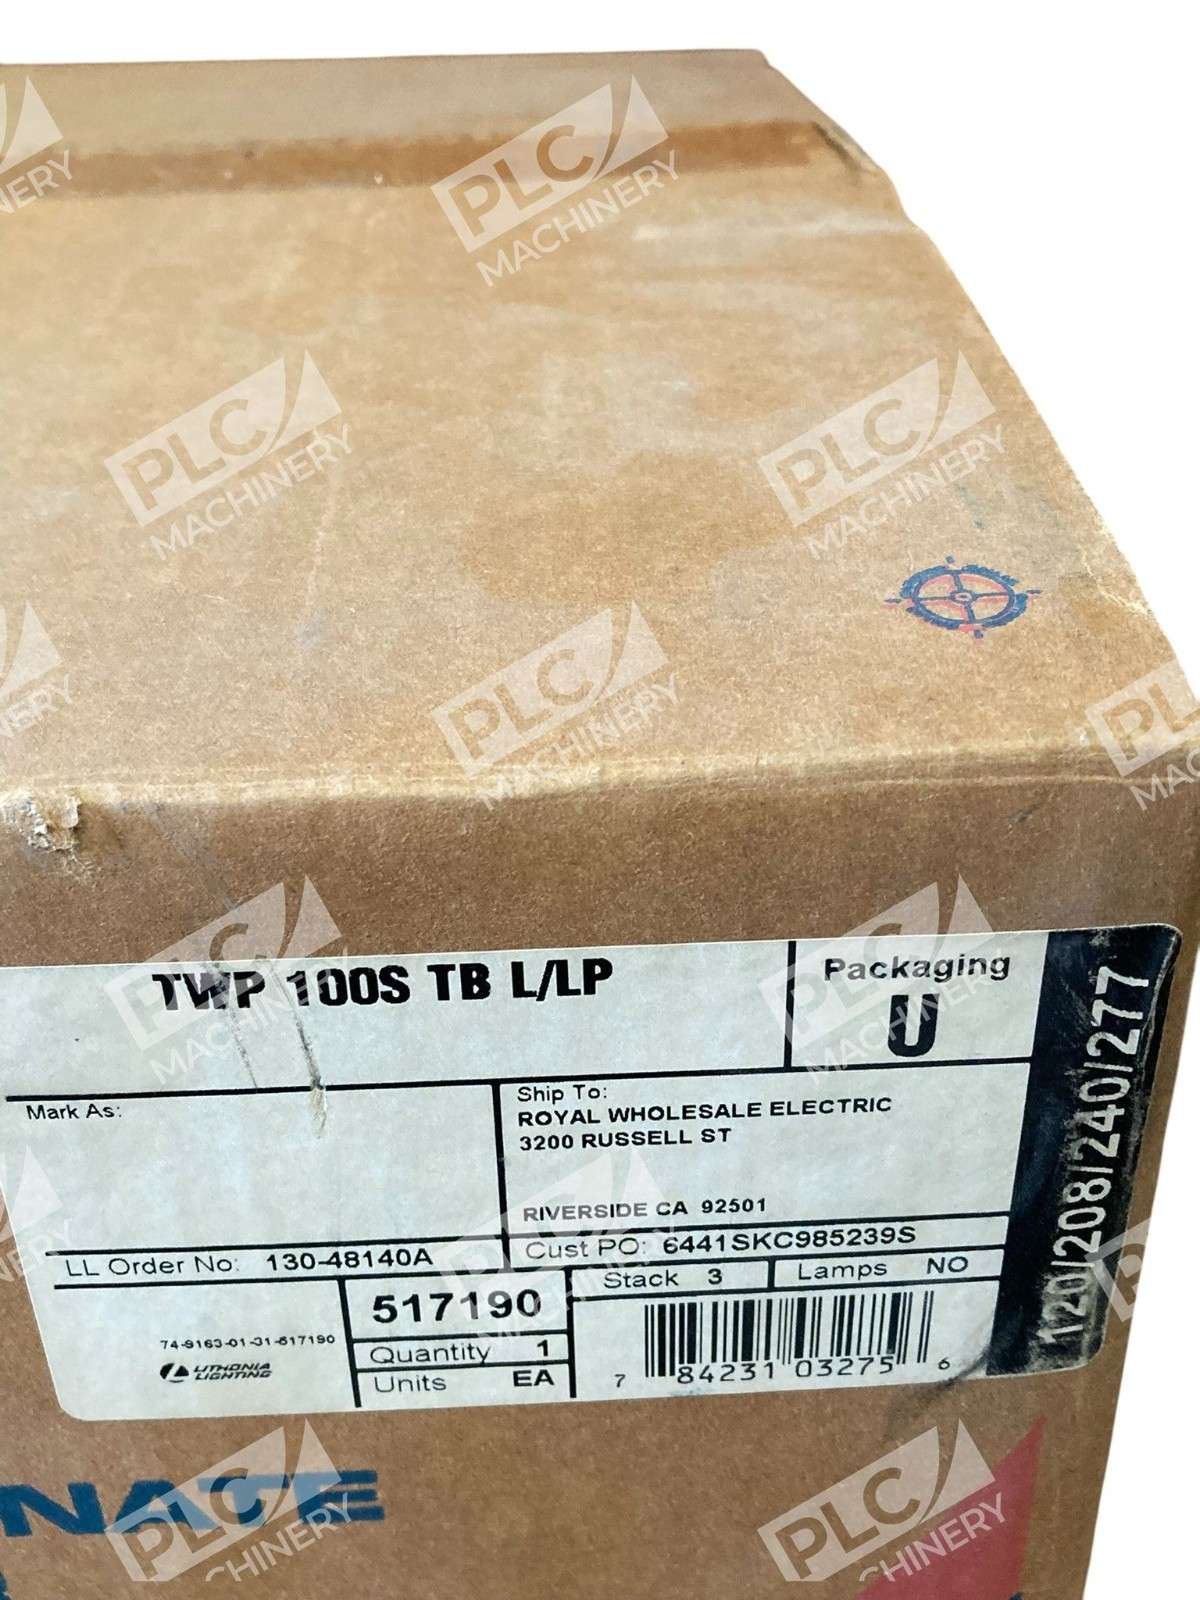 TWP 100S TB L/LP
Packaging
U
120/208/240/277
Mark As:
Ship To:
ROYAL WHOLESALE ELECTRIC
3200 RUSSELL ST
RIVERSIDE CA 92501
LL Order No: 130-48140A
Cust PO: 6441SKC985239S
517190
Stack 3
Lamps NO
74-9163-01-31-517190
LITHONIA
LIGHTING
Quantity 1
Units EA
7 84231 03275 6
NATE
PLC
MACHINERY